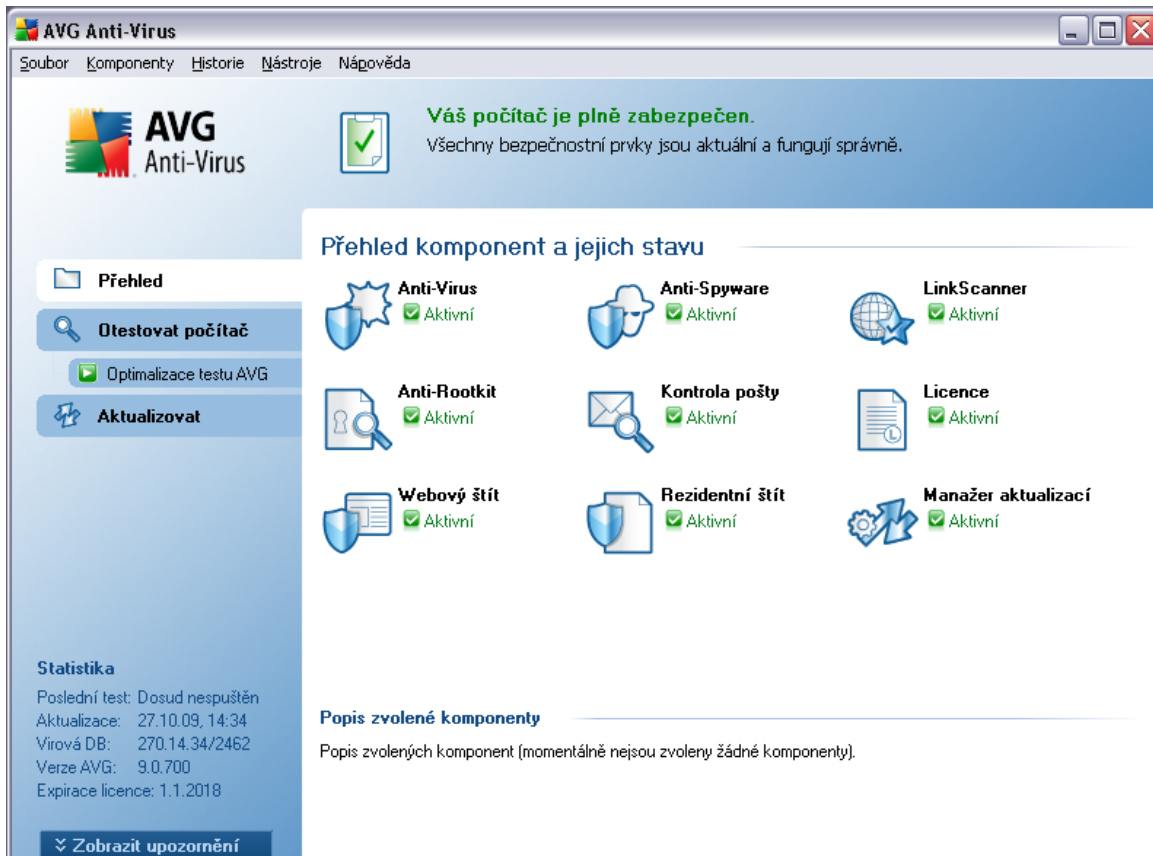 AVG Anti-Virus
Soubor Komponenty Historie Nástroje Nápověda
AVG
Anti-Virus
Váš počítač je plně zabezpečen.
Všechny bezpečnostní prvky jsou aktuální a fungují správně.
Přehled
Otestovat počítač
Optimalizace testu AVG
Aktualizovat
Přehled komponent a jejich stavu
Anti-Virus
Aktivní
Anti-Spyware
Aktivní
LinkScanner
Aktivní
Anti-Rootkit
Aktivní
Kontrola pošty
Aktivní
Licence
Aktivní
Webový štít
Aktivní
Rezidentní štít
Aktivní
Manažer aktualizací
Aktivní
Statistika
Poslední test: Dosud nespuštěn
Aktualizace: 27.10.09, 14:34
Virová DB: 270.14.34/2462
Verze AVG: 9.0.700
Expirace licence: 1.1.2018
Zobrazit upozornění
Popis zvolené komponenty
Popis zvolených komponent (momentálně nejsou zvoleny žádné komponenty).